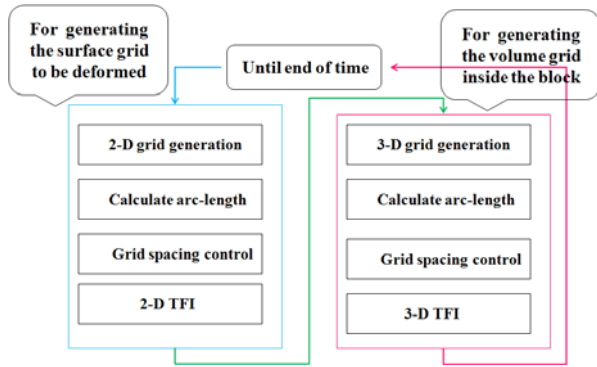 For generating
the surface grid
to be deformed
Until end of time
For generating
the volume grid
inside the block
2-D grid generation
Calculate arc-length
Grid spacing control
2-D TFI
3-D grid generation
Calculate arc-length
Grid spacing control
3-D TFI